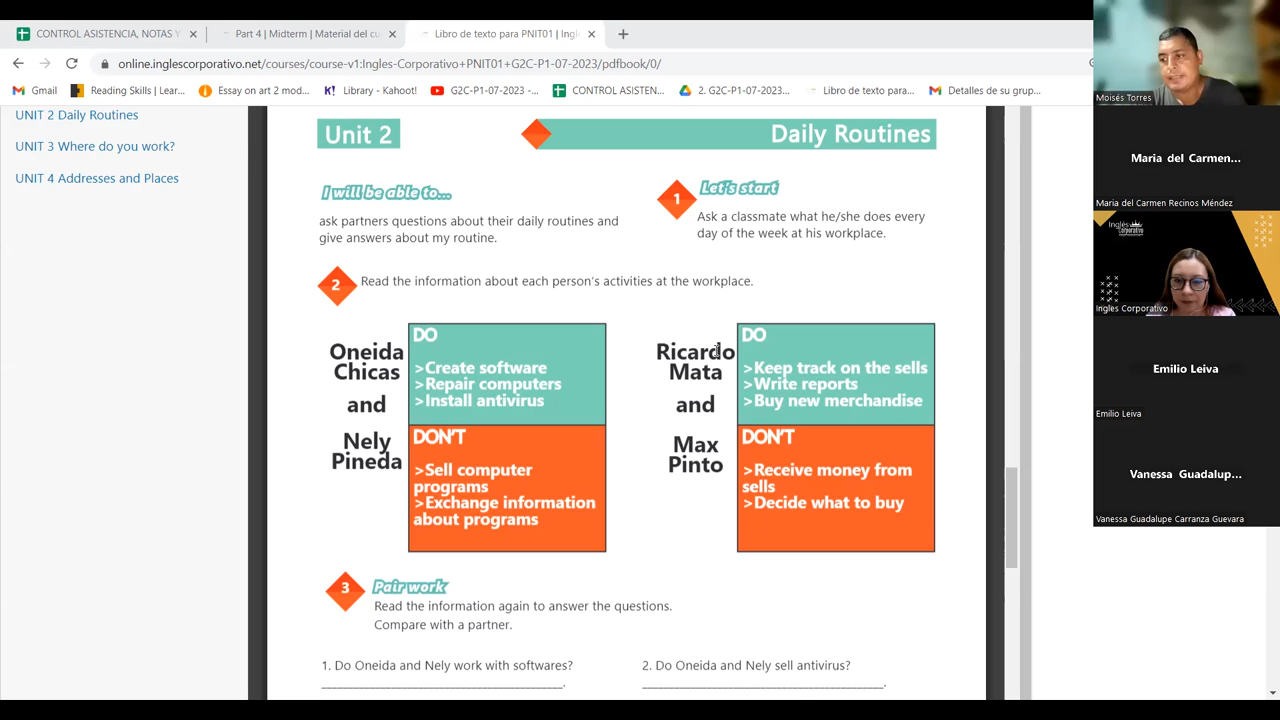 CONTROL ASISTENCIA, NOTAS Y
Part 4 | Midterm | Material del cu
Libro de texto para PNIT01 | Ingl
online.inglescorporativo.net/courses/course-v1:Ingles-Corporativo+PNIT01+G2C-P1-07-2023/pdfbook/0/
Gmail
Reading Skills | Lear...
Essay on art 2 mod...
Library - Kahoot!
G2C-P1-07-2023 -...
CONTROL ASISTEN...
2. G2C-P1-07-2023...
Libro de texto para...
Detalles de su grup...
UNIT 2 Daily Routines
UNIT 3 Where do you work?
UNIT 4 Addresses and Places
Unit 2
Daily Routines
I will be able to...
ask partners questions about their daily routines and
give answers about my routine.
1
Let's start
Ask a classmate what he/she does every
day of the week at his workplace.
2
Read the information about each person's activities at the workplace.
Oneida
Chicas
and
Nely
Pineda
DO
>Create software
>Repair computers
>Install antivirus
DON'T
>Sell computer
programs
>Exchange information
about programs
Ricardo
Mata
and
Max
Pinto
DO
>Keep track on the sells
>Write reports
>Buy new merchandise
DON'T
>Receive money from
sells
>Decide what to buy
3
Pair work
Read the information again to answer the questions.
Compare with a partner.
1. Do Oneida and Nely work with softwares?
2. Do Oneida and Nely sell antivirus?
Moisés Torres
Maria del Carmen...
Maria del Carmen Recinos Méndez
Inglés
Corporativo
Ingles Corporativo
Emilio Leiva
Emilio Leiva
Vanessa Guadalup...
Vanessa Guadalupe Carranza Guevara